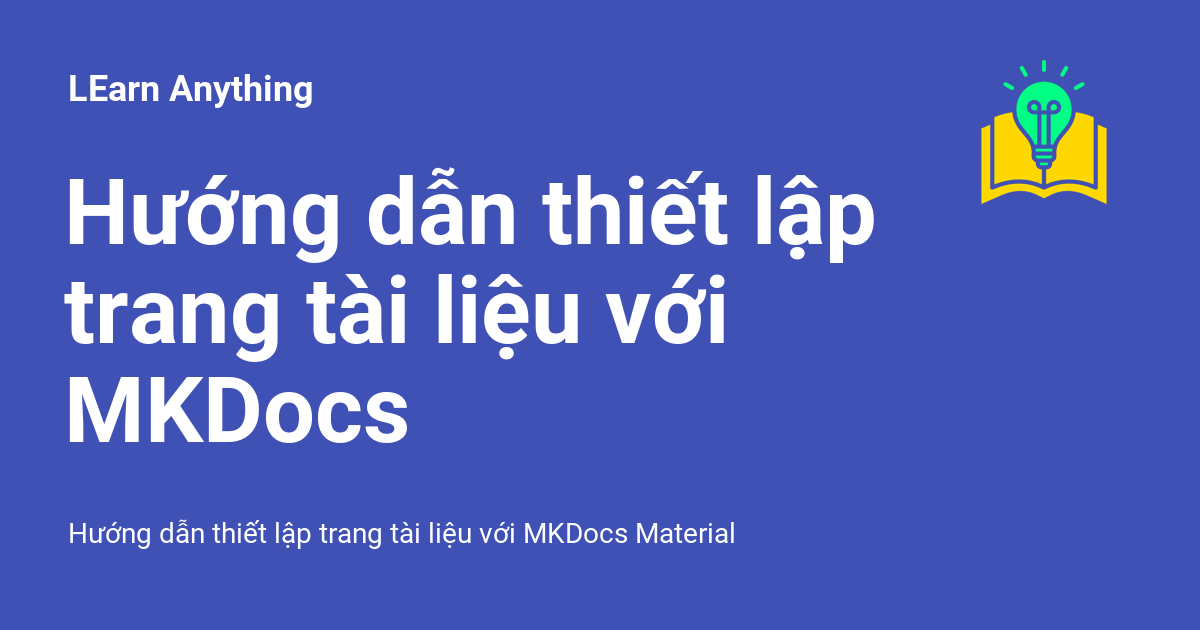 LEarn Anything
Hướng dẫn thiết lập
trang tài liệu với
MKDocs
Hướng dẫn thiết lập trang tài liệu với MKDocs Material